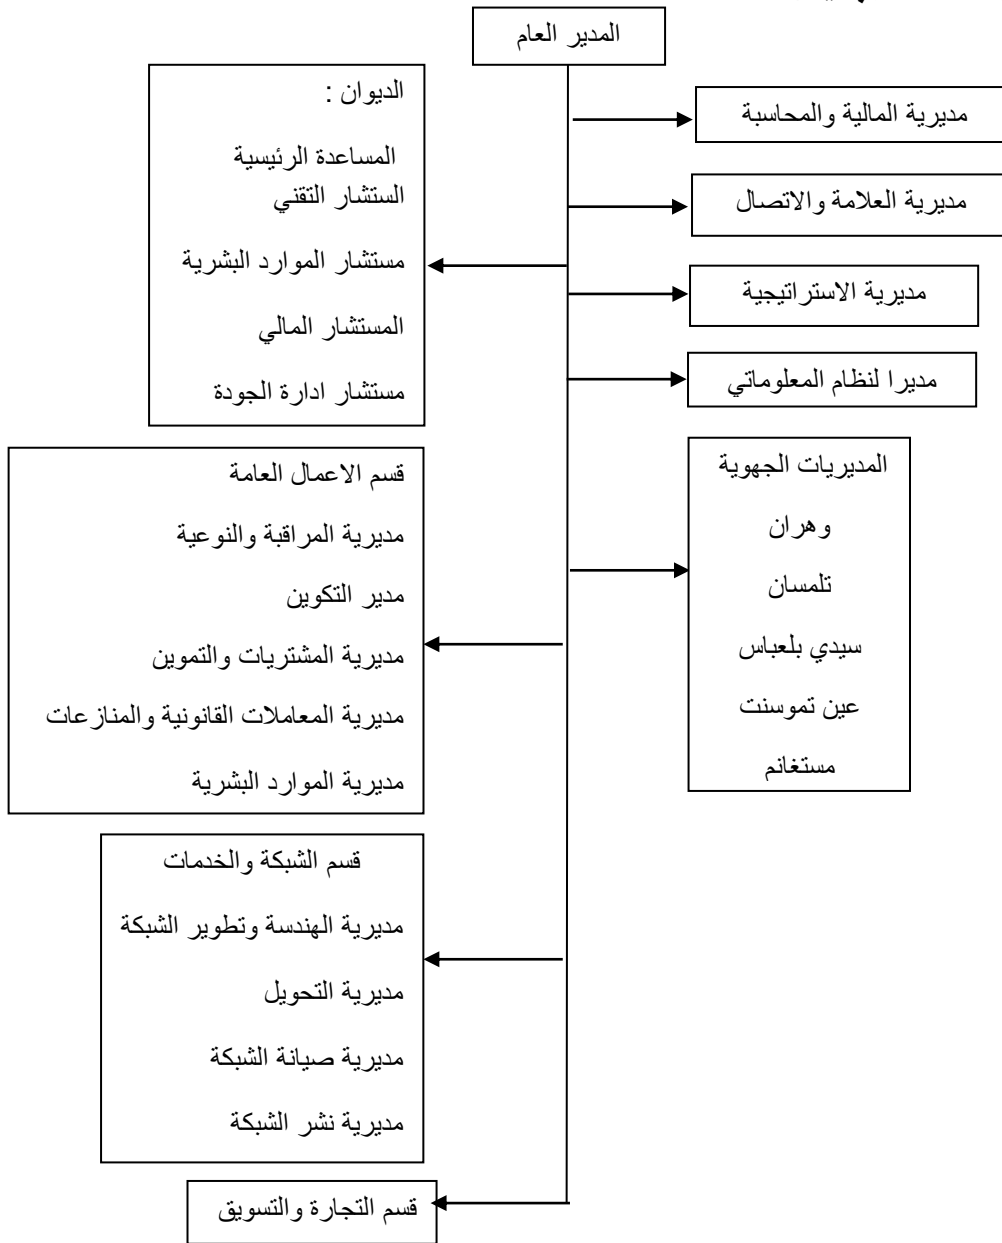 المدير العام
الديوان :
المساعدة الرئيسية
الستشار التقني
مستشار الموارد البشرية
المستشار المالي
مستشار ادارة الجودة
مديرية المالية والمحاسبة
مديرية العلامة والاتصال
مديرية الاستراتيجية
مديرا لنظام المعلوماتي
المديريات الجهوية
وهران
تلمسان
سيدي بلعباس
عين تموسنت
مستغانم
قسم الاعمال العامة
مديرية المراقبة والنوعية
مدير التكوين
مديرية المشتريات والتموين
مديرية المعاملات القانونية والمنازعات
مديرية الموارد البشرية
قسم الشبكة والخدمات
مديرية الهندسة وتطوير الشبكة
مديرية التحويل
مديرية صيانة الشبكة
مديرية نشر الشبكة
قسم التجارة والتسويق